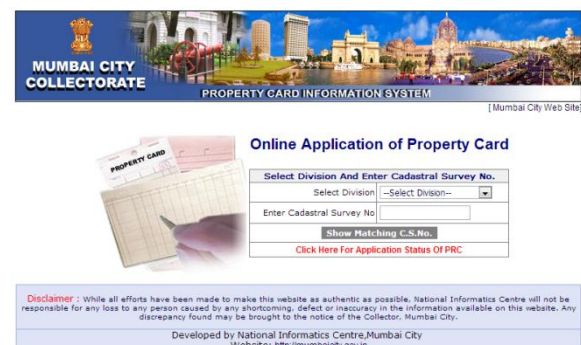 MUMBAI CITY
COLLECTORATE
PROPERTY CARD INFORMATION SYSTEM
[ Mumbai City Web Site]
PROPERTY CARD
Online Application of Property Card
Select Division And Enter Cadastral Survey No.
Select Division --Select Division--
Enter Cadastral Survey No
Show Matching C.S.No.
Click Here For Application Status Of PRC
Disclaimer : While all efforts have been made to make this website as authentic as possible, National Informatics Centre will not be
responsible for any loss to any person caused by any shortcoming, defect or inaccuracy in the information available on this website. Any
discrepancy found may be brought to the notice of the Collector. Mumbai City.
Developed by National Informatics Centre,Mumbai City
Website: http://mumbaicity.gov.in